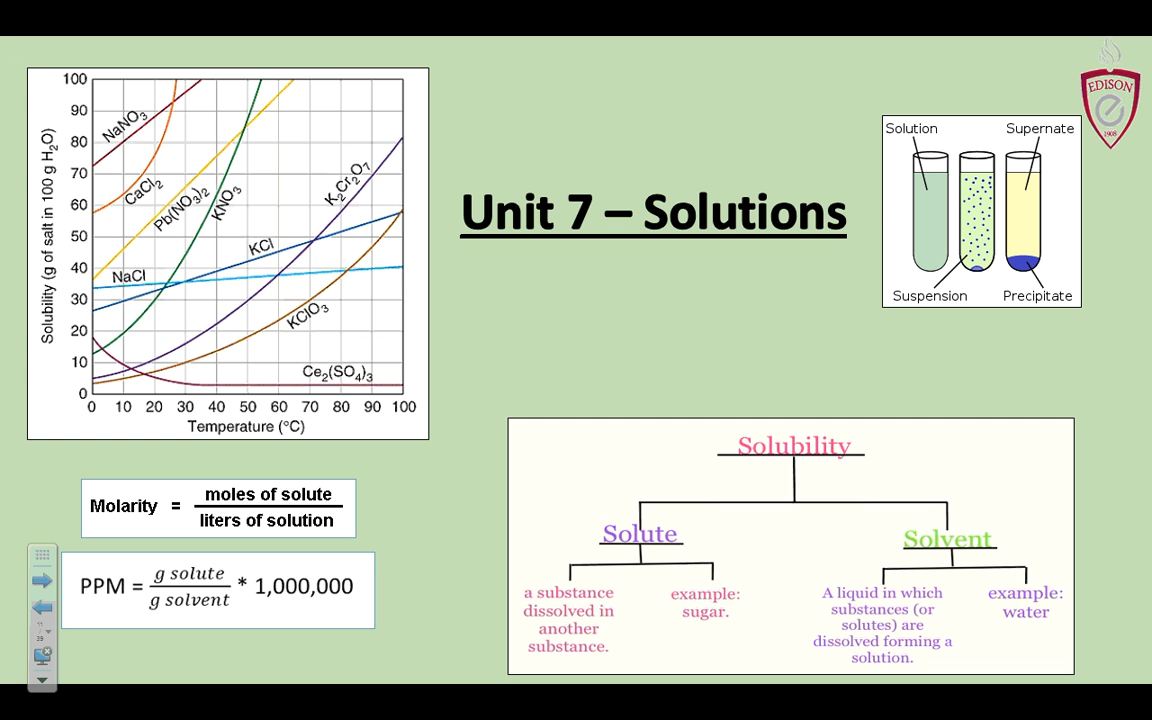 100
90
80
70
60
50
40
30
20
10
0
Solubility (g of salt in 100 g H₂O)
NaNO₃
CaCl₂
Pb(NO₃)₂
KNO₃
K₂Cr₂O₇
KCl
NaCl
KClO₃
Ce₂(SO₄)₃
0 10 20 30 40 50 60 70 80 90 100
Temperature (°C)
Unit 7 – Solutions
EDISON
e
1908
Solution Supernate
Suspension Precipitate
Molarity = moles of solute
liters of solution
PPM = g solute * 1,000,000
g solvent
Solubility
Solute
a substance
dissolved in
another
substance.
example:
sugar.
Solvent
A liquid in which
substances (or
solutes) are
dissolved forming a
solution.
example:
water